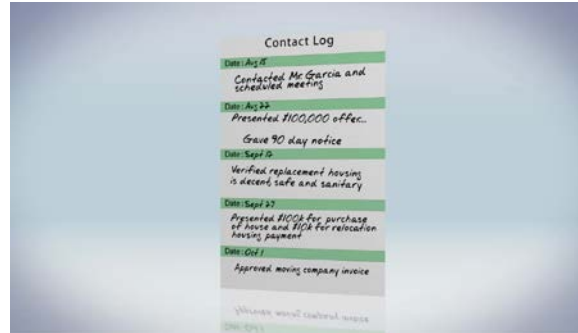 Contact Log
Date: Aug 15
Contacted Mr. Garcia and
scheduled meeting
Date: Aug 22
Presented $100,000 offec...
Gave 90 day notice
Date: Sept 12
Verified replacement housing
is decent, safe and sanitary
Date: Sept 27
Presented $100k for purchase
of house and $10k for relocation
housing payment
Date: Oct 1
Approved moving company invoice